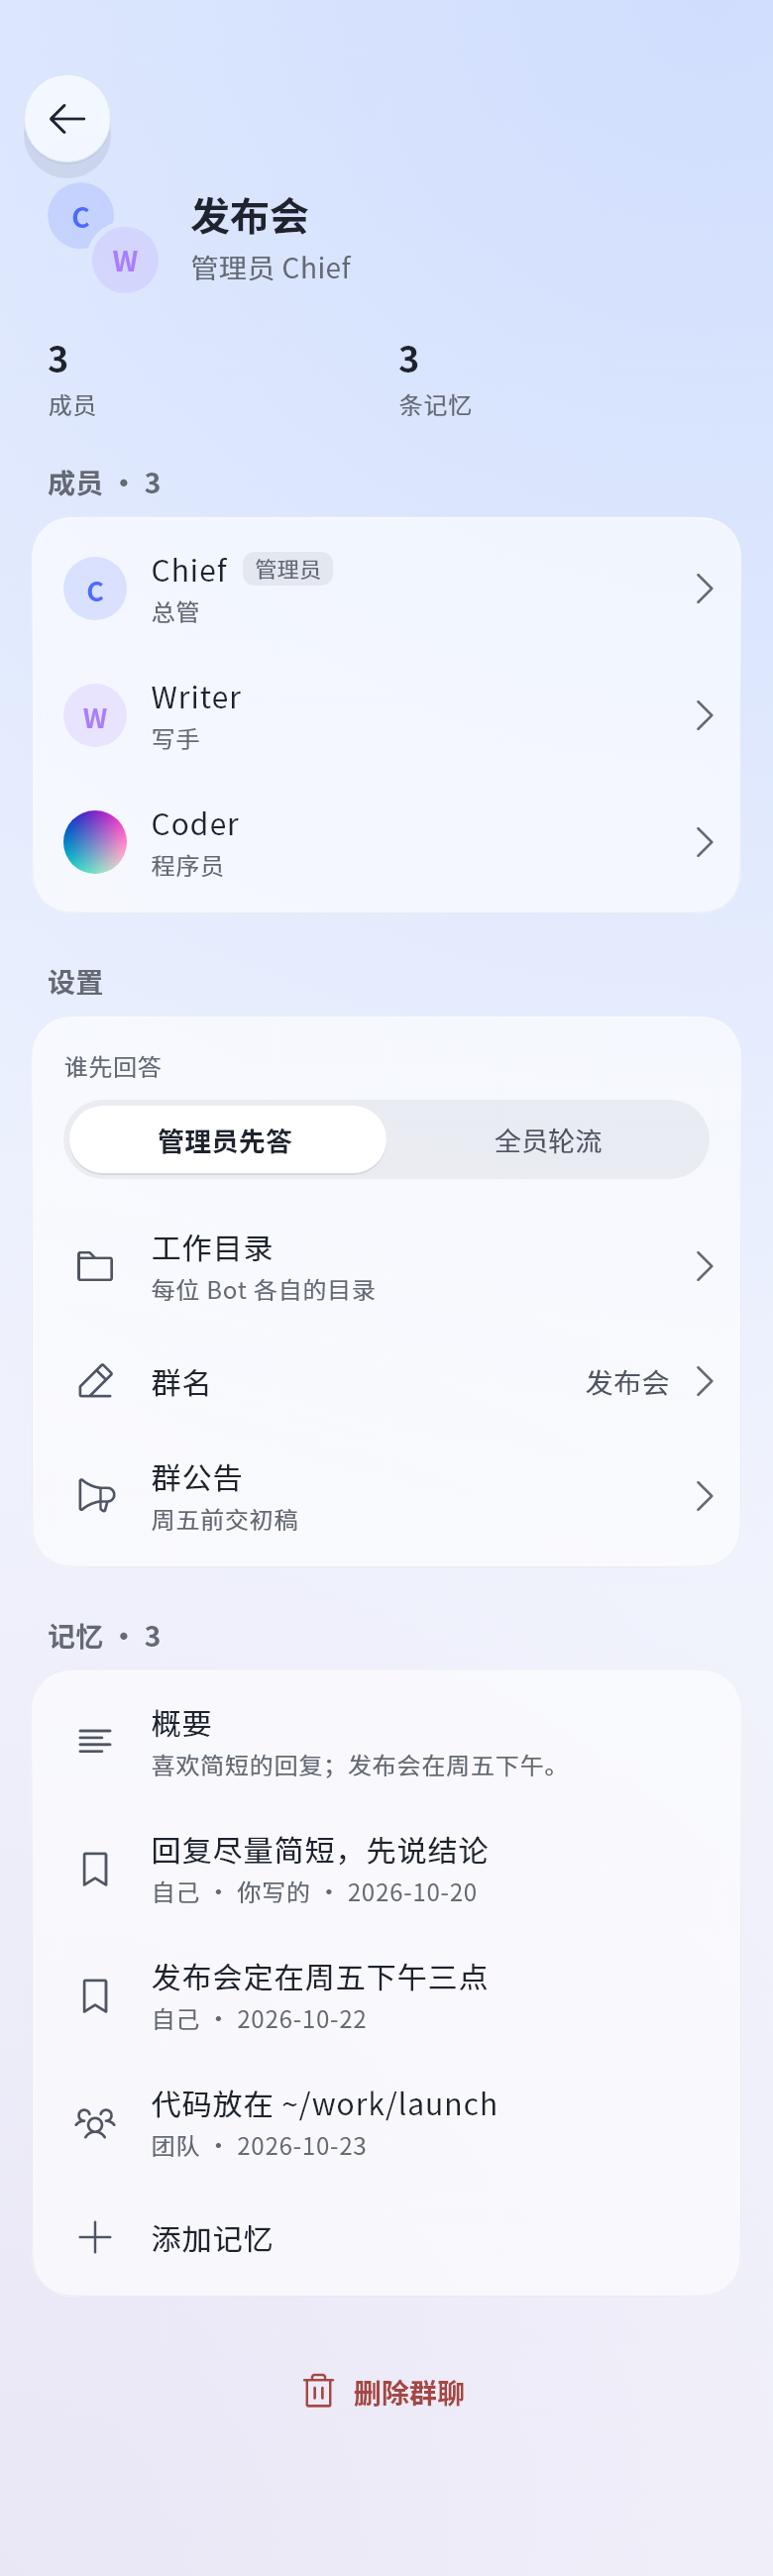 C
W
发布会
管理员 Chief
3
成员
3
条记忆
成员 · 3
C
Chief
管理员
总管
W
Writer
写手
Coder
程序员
设置
谁先回答
管理员先答
全员轮流
工作目录
每位 Bot 各自的目录
群名
发布会
群公告
周五前交初稿
记忆 · 3
概要
喜欢简短的回复；发布会在周五下午。
回复尽量简短，先说结论
自己 · 你写的 · 2026-10-20
发布会定在周五下午三点
自己 · 2026-10-22
代码放在 ~/work/launch
团队 · 2026-10-23
添加记忆
删除群聊